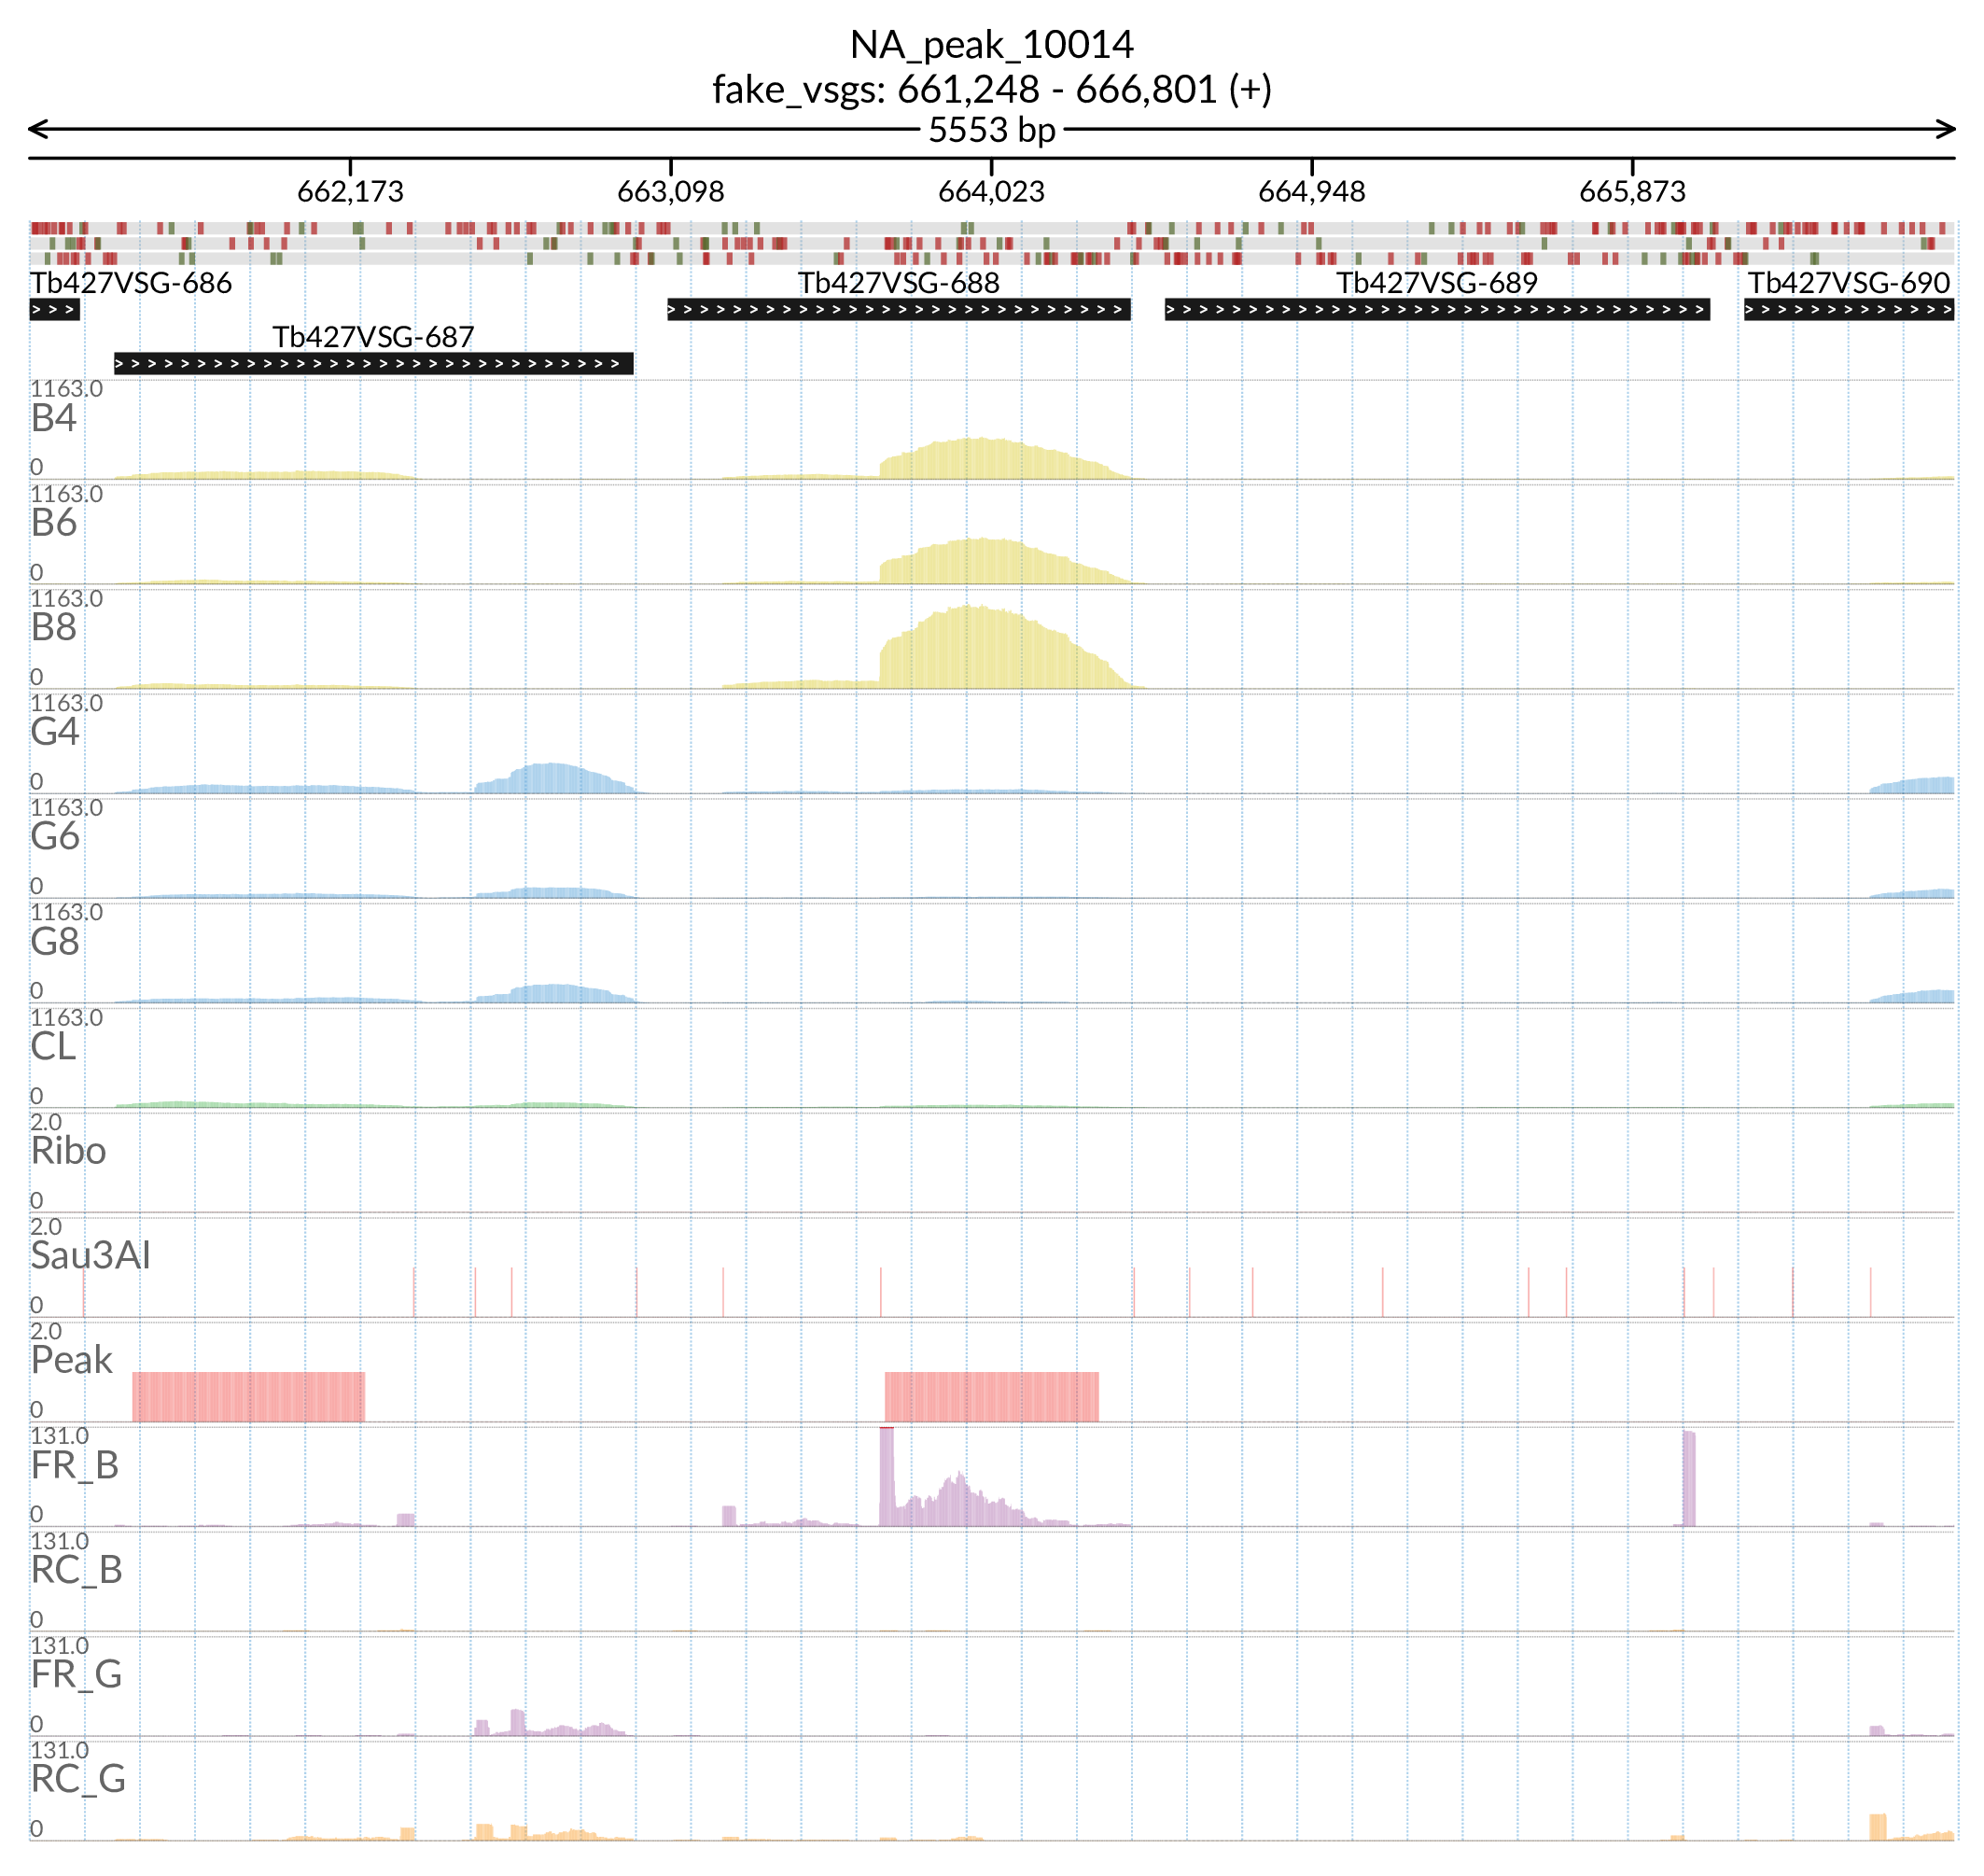 NA_peak_10014
fake_vsgs: 661,248 - 666,801 (+)
5553 bp
662,173 663,098 664,023 664,948 665,873
Tb427VSG-686 Tb427VSG-688 Tb427VSG-689 Tb427VSG-690
Tb427VSG-687
1163.0
B4
0
1163.0
B6
0
1163.0
B8
0
1163.0
G4
0
1163.0
G6
0
1163.0
G8
0
1163.0
CL
0
2.0
Ribo
0
2.0
Sau3AI
0
2.0
Peak
0
131.0
FR_B
0
131.0
RC_B
0
131.0
FR_G
0
131.0
RC_G
0